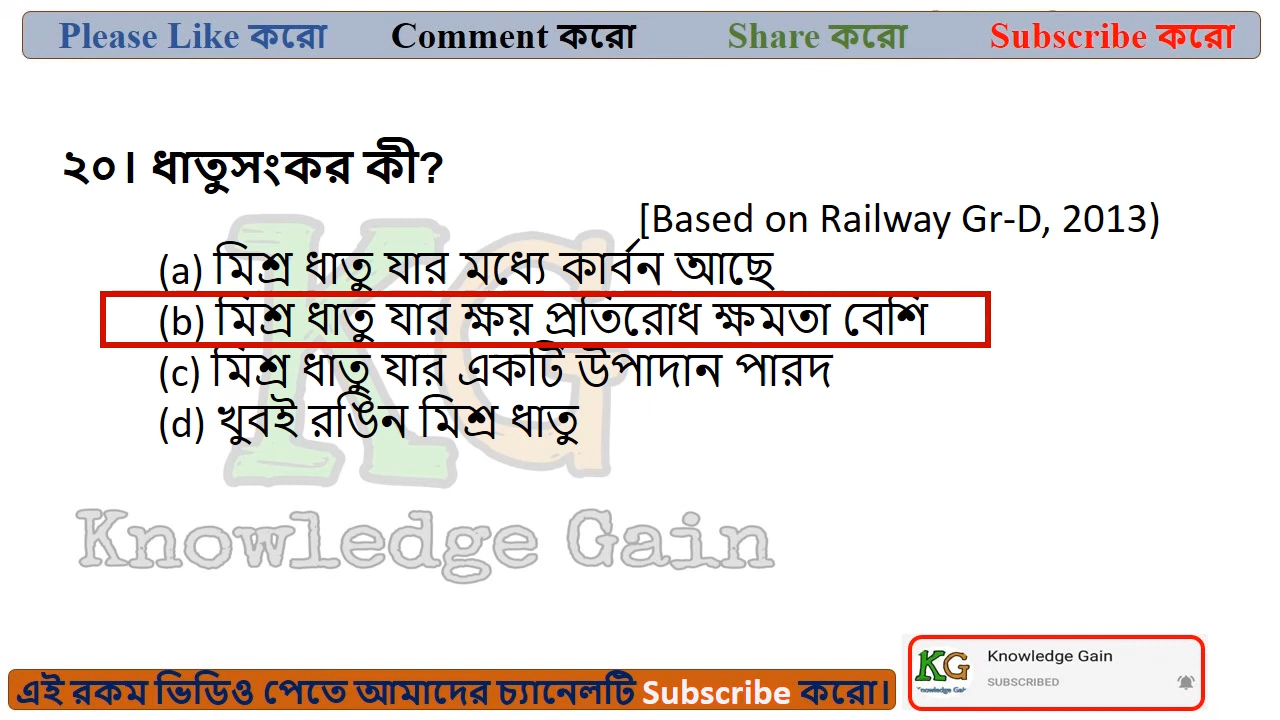 Please Like করো Comment করো Share করো Subscribe করো
২০। ধাতুসংকর কী?
[Based on Railway Gr-D, 2013)
(a) মিশ্র ধাতু যার মধ্যে কার্বন আছে
(b) মিশ্র ধাতু যার ক্ষয় প্রতিরোধ ক্ষমতা বেশি
(c) মিশ্র ধাতু যার একটি উপাদান পারদ
(d) খুবই রঙিন মিশ্র ধাতু
KG
Knowledge Gain
এই রকম ভিডিও পেতে আমাদের চ্যানেলটি Subscribe করো।
KG
Knowledge Gain
Knowledge Gain
SUBSCRIBED